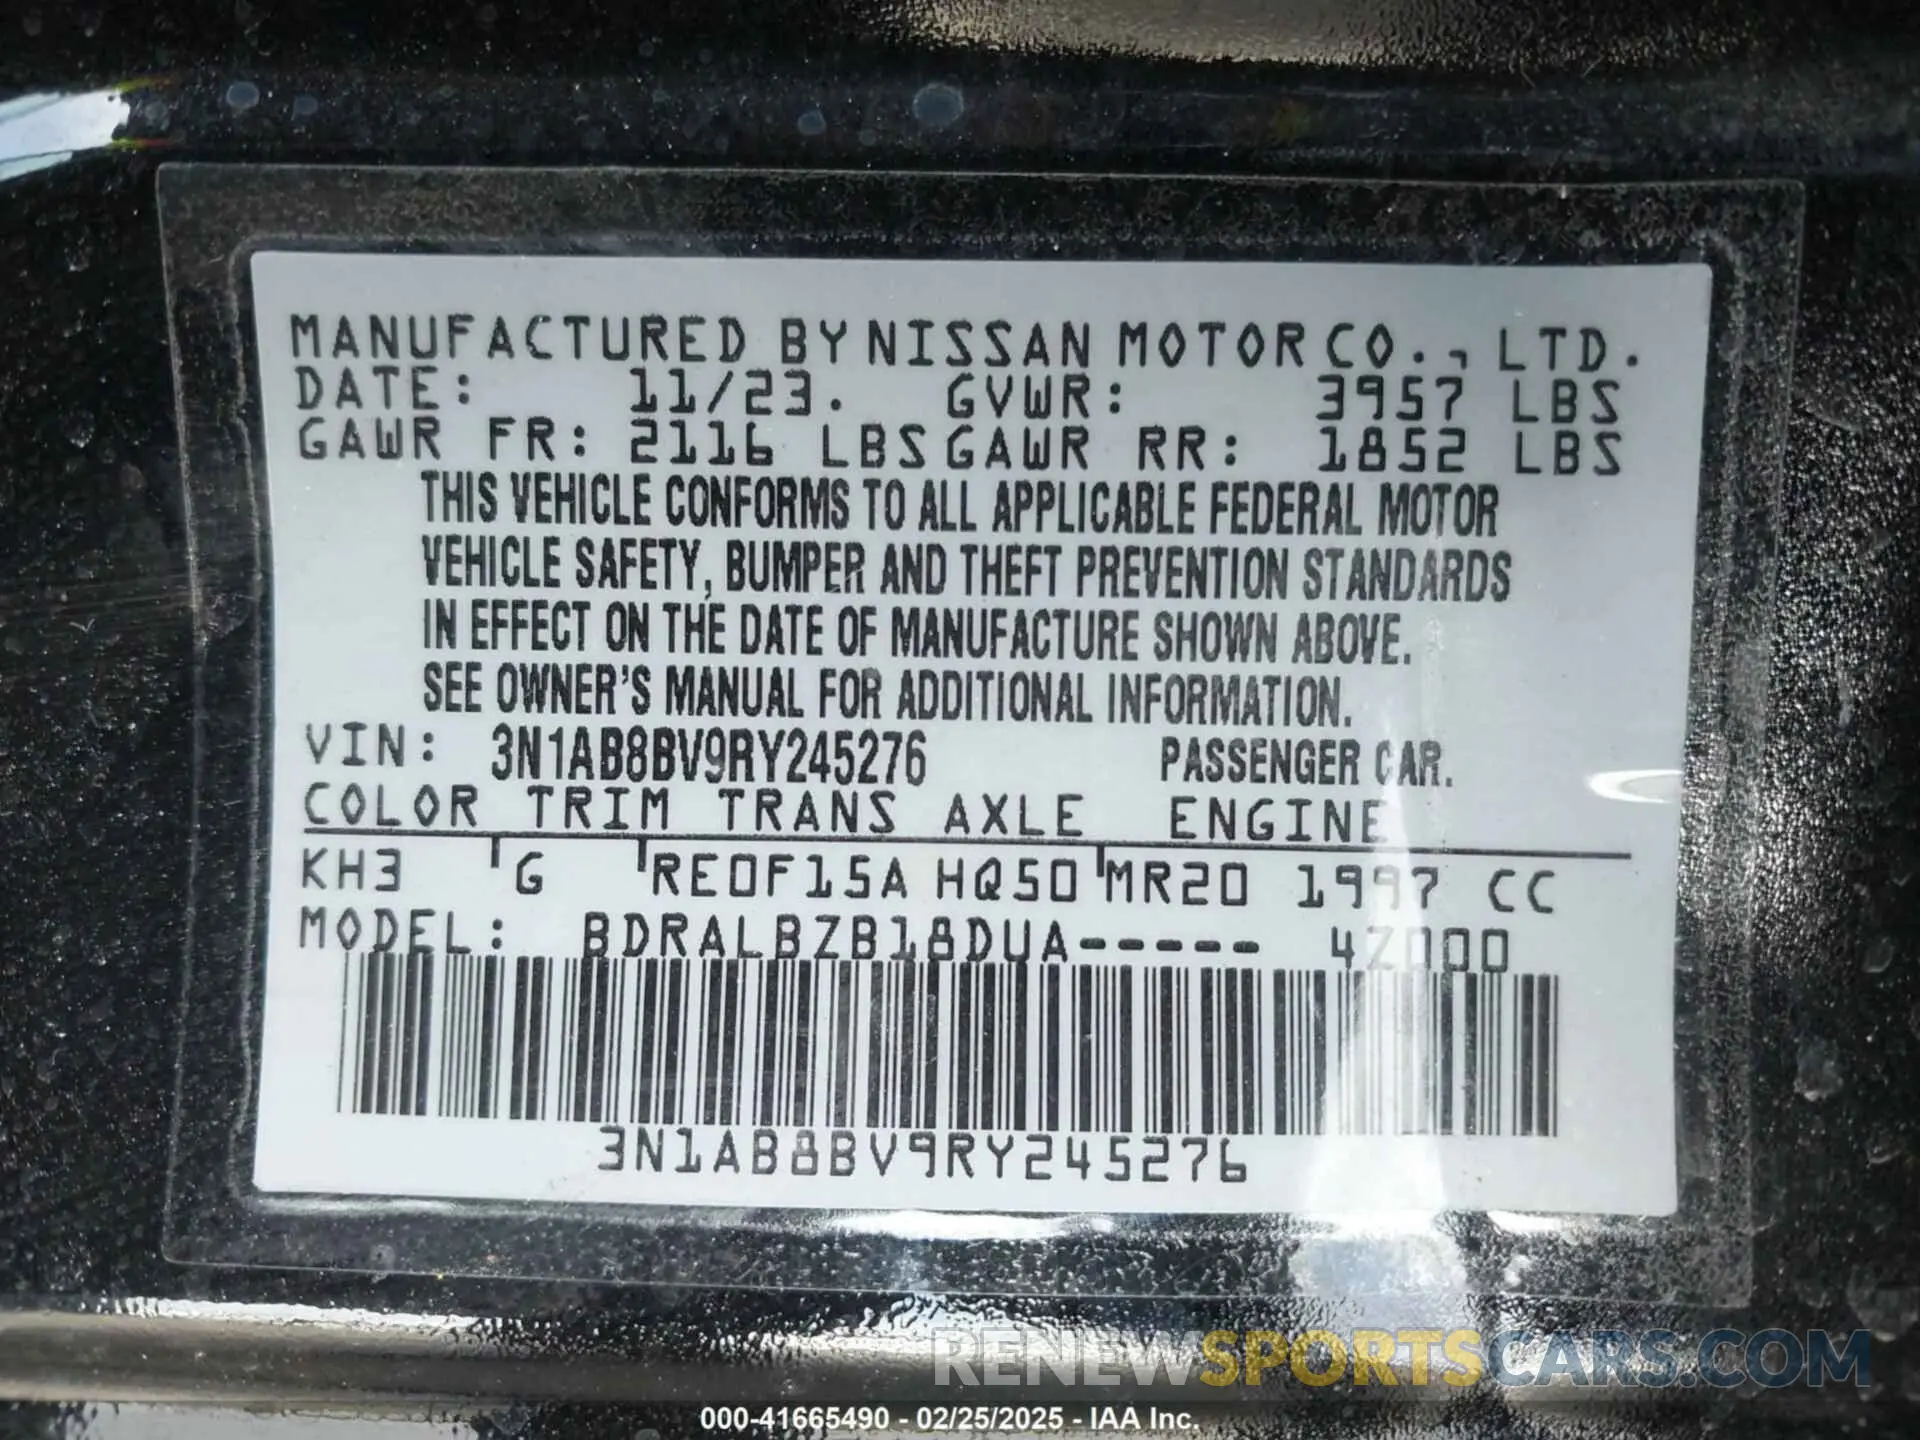 MANUFACTURED BY NISSAN MOTOR CO., LTD.
DATE: 11/23. GVWR: 3957 LBS
GAWR FR: 2116 LBS GAWR RR: 1852 LBS
THIS VEHICLE CONFORMS TO ALL APPLICABLE FEDERAL MOTOR
VEHICLE SAFETY, BUMPER AND THEFT PREVENTION STANDARDS
IN EFFECT ON THE DATE OF MANUFACTURE SHOWN ABOVE.
SEE OWNER'S MANUAL FOR ADDITIONAL INFORMATION.
VIN: 3N1AB8BV9RY245276 PASSENGER CAR.
COLOR TRIM TRANS AXLE ENGINE
KH3 G RE0F15A HQ50 MR20 1997 CC
MODEL: BDRALBZB18DUA----- 4Z000
3N1AB8BV9RY245276
RENEWSPORTSCARS.COM
000-41665490 - 02/25/2025 - IAA Inc.